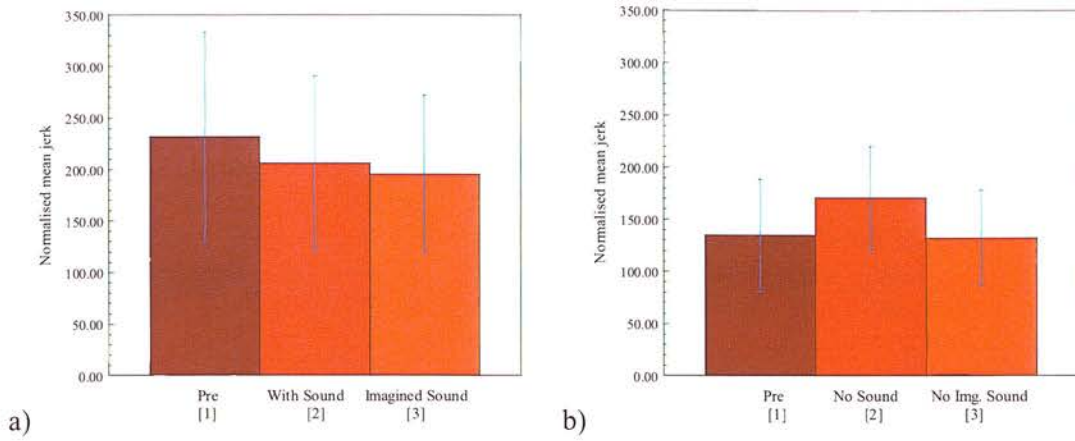 350.00
300.00
250.00
200.00
150.00
100.00
50.00
0.00
Normalised mean jerk
Pre
[1]
With Sound
[2]
Imagined Sound
[3]
a)
350.00
300.00
250.00
200.00
150.00
100.00
50.00
0.00
Normalised mean jerk
Pre
[1]
No Sound
[2]
No Img. Sound
[3]
b)